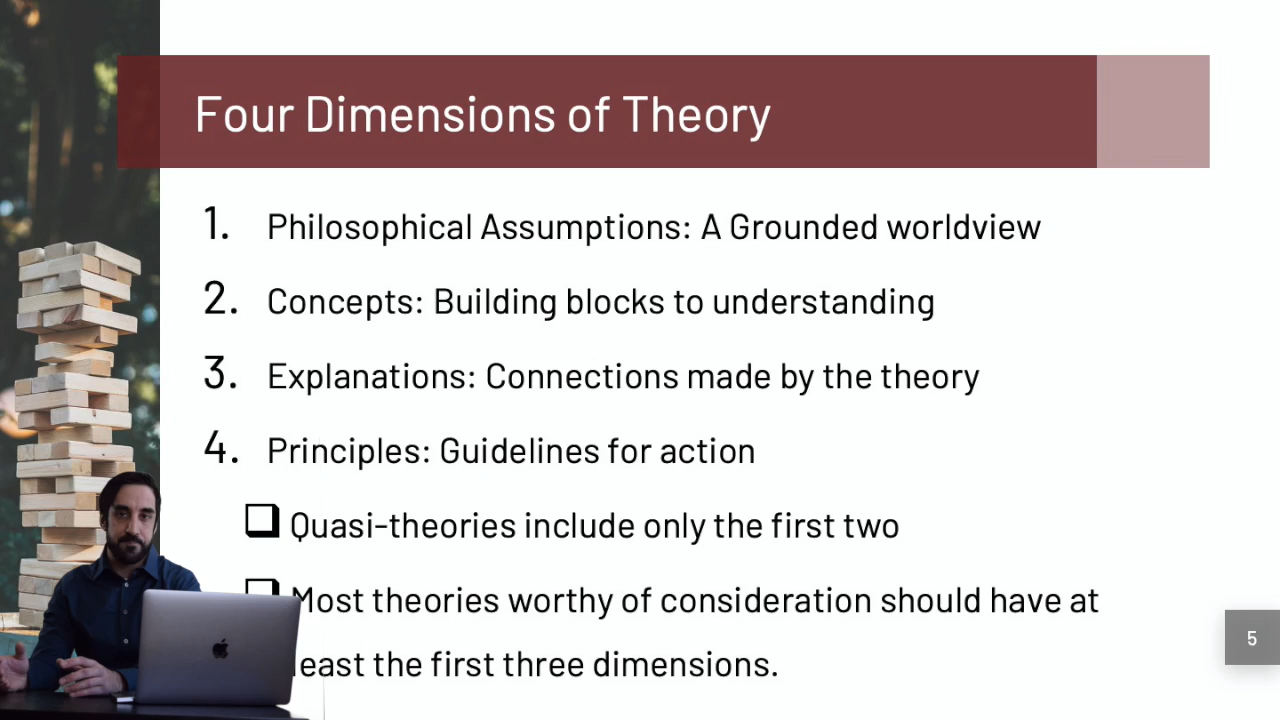 Four Dimensions of Theory
1. Philosophical Assumptions: A Grounded worldview
2. Concepts: Building blocks to understanding
3. Explanations: Connections made by the theory
4. Principles: Guidelines for action
Quasi-theories include only the first two
Most theories worthy of consideration should have at
least the first three dimensions.
5